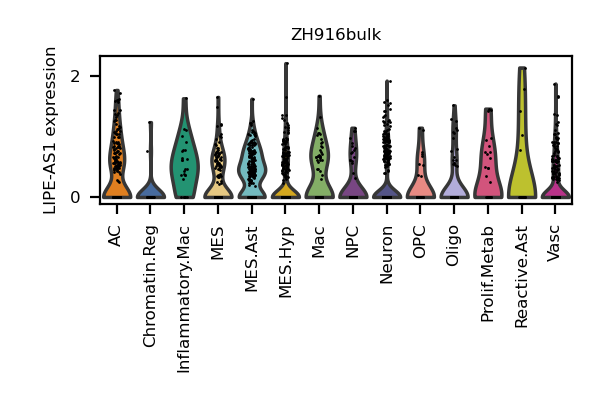 ZH916bulk
LIPE-AS1 expression
2
0
AC
Chromatin.Reg
Inflammatory.Mac
MES
MES.Ast
MES.Hyp
Mac
NPC
Neuron
OPC
Oligo
Prolif.Metab
Reactive.Ast
Vasc